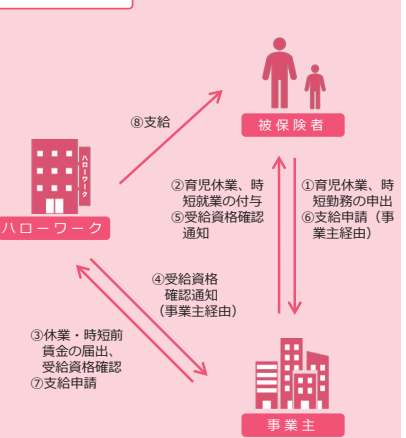 ⑧支給
被保険者
ハローワーク
ハローワーク
②育児休業、時
短就業の付与
⑤受給資格確認
通知
①育児休業、時
短勤務の申出
⑥支給申請（事
業主経由）
④受給資格
確認通知
（事業主経由）
③休業・時短前
賃金の届出、
受給資格確認
⑦支給申請
事業主